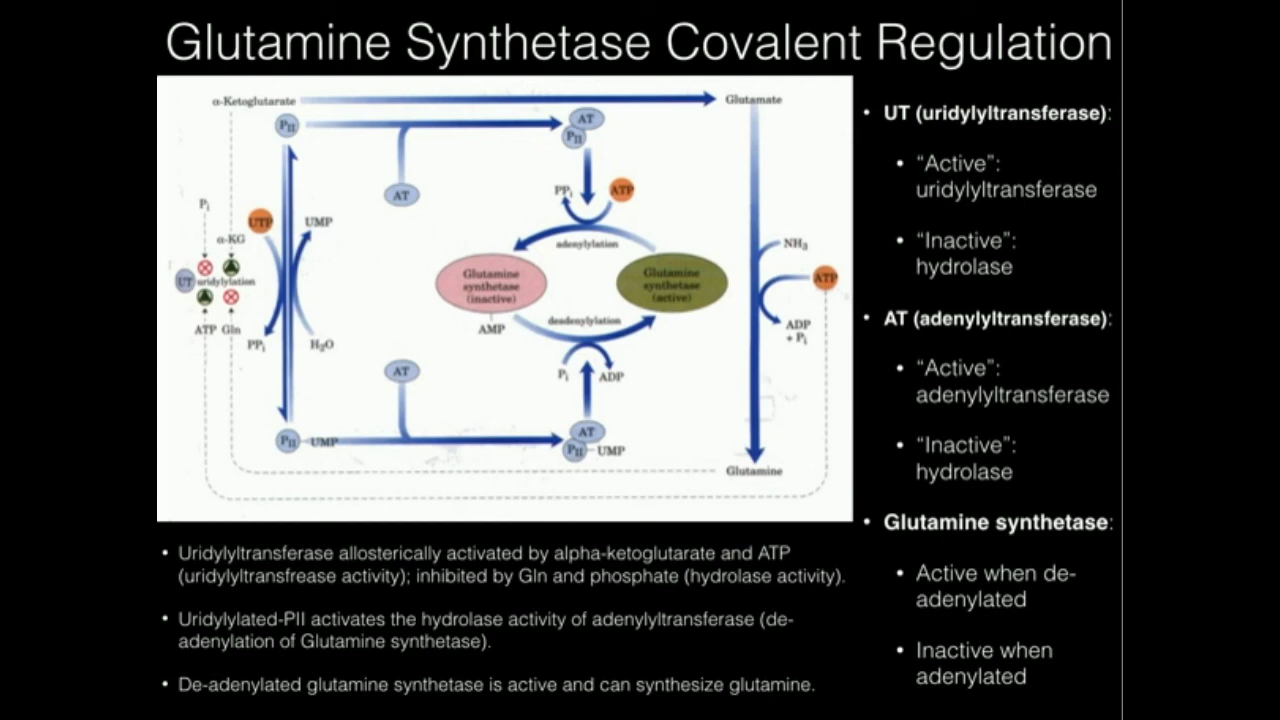 Glutamine Synthetase Covalent Regulation
α-Ketoglutarate
Glutamate
PII
AT
PII
AT
PPi
ATP
Pi
UTP
UMP
α-KG
adenylylation
NH3
Glutamine
synthetase
(inactive)
Glutamine
synthetase
(active)
UT
uridylylation
ATP
ATP
Gln
PPi
H2O
AMP
deadenylylation
ADP
+ Pi
AT
Pi
ADP
PII
UMP
AT
PII
UMP
Glutamine
• Uridylyltransferase allosterically activated by alpha-ketoglutarate and ATP
(uridylyltransfrease activity); inhibited by Gln and phosphate (hydrolase activity).
• Uridylylated-PII activates the hydrolase activity of adenylyltransferase (de-
adenylation of Glutamine synthetase).
• De-adenylated glutamine synthetase is active and can synthesize glutamine.
• UT (uridylyltransferase):
• “Active”:
uridylyltransferase
• “Inactive”:
hydrolase
• AT (adenylyltransferase):
• “Active”:
adenylyltransferase
• “Inactive”:
hydrolase
• Glutamine synthetase:
• Active when de-
adenylated
• Inactive when
adenylated